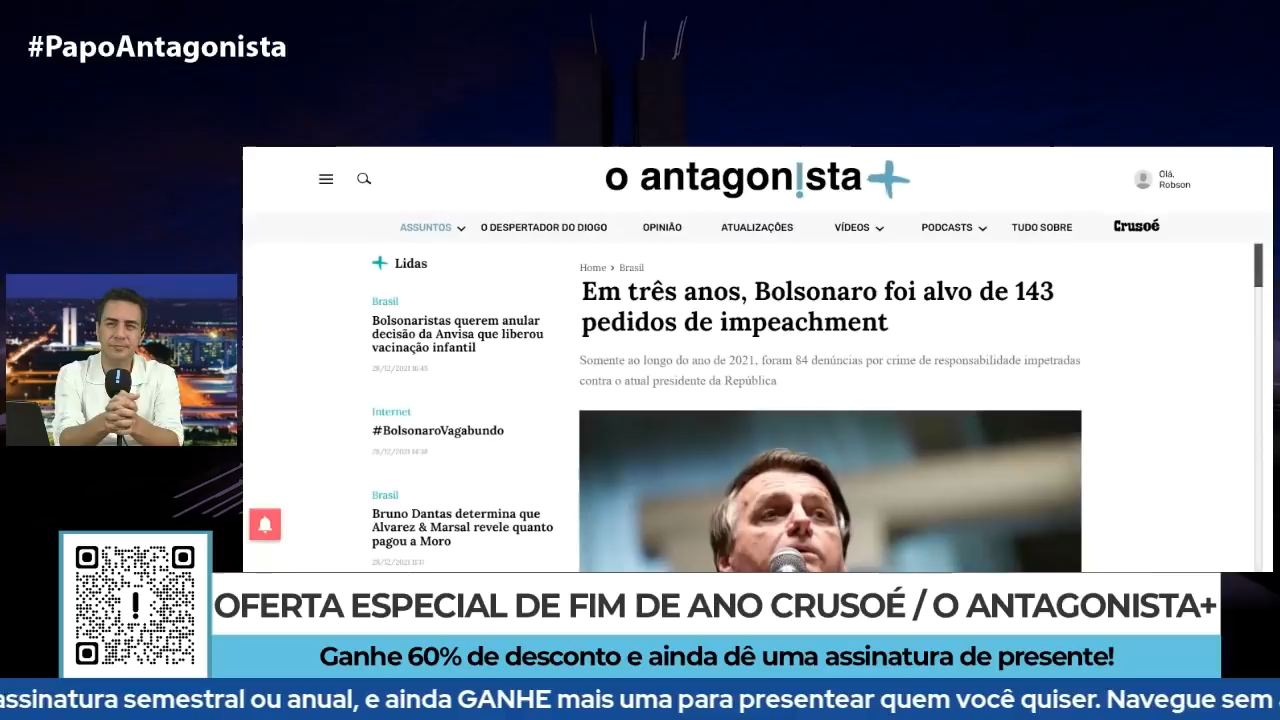 #PapoAntagonista
o antagon!sta+
Olá,
Robson
ASSUNTOS
O DESPERTADOR DO DIOGO
OPINIÃO
ATUALIZAÇÕES
VÍDEOS
PODCASTS
TUDO SOBRE
Crusoé
Lidas
Brasil
Bolsonaristas querem anular
decisão da Anvisa que liberou
vacinação infantil
28/12/2021 16:45
Internet
#BolsonaroVagabundo
Brasil
Bruno Dantas determina que
Alvarez & Marsal revele quanto
pagou a Moro
Home › Brasil
Em três anos, Bolsonaro foi alvo de 143
pedidos de impeachment
Somente ao longo do ano de 2021, foram 84 denúncias por crime de responsabilidade impetradas
contra o atual presidente da República
OFERTA ESPECIAL DE FIM DE ANO CRUSOÉ / O ANTAGONISTA+
Ganhe 60% de desconto e ainda dê uma assinatura de presente!
assinatura semestral ou anual, e ainda GANHE mais uma para presentear quem você quiser. Navegue sem